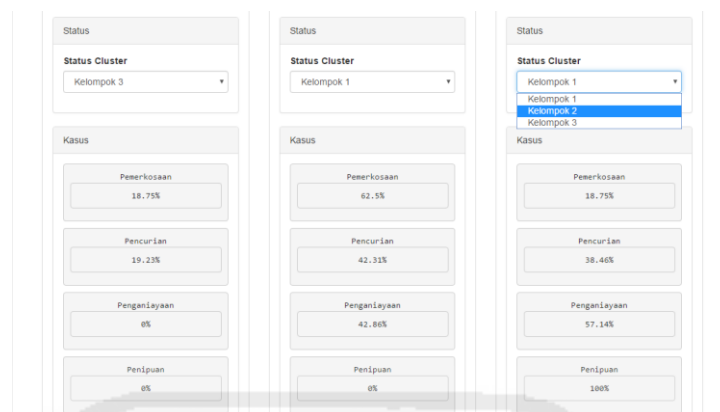 Status
Status Cluster
Kelompok 3
Kasus
Pemerkosaan
18.75%
Pencurian
19.23%
Penganiayaan
0%
Penipuan
0%
Status
Status Cluster
Kelompok 1
Kasus
Pemerkosaan
62.5%
Pencurian
42.31%
Penganiayaan
42.86%
Penipuan
0%
Status
Status Cluster
Kelompok 1
Kelompok 1
Kelompok 2
Kelompok 3
Kasus
Pemerkosaan
18.75%
Pencurian
38.46%
Penganiayaan
57.14%
Penipuan
100%